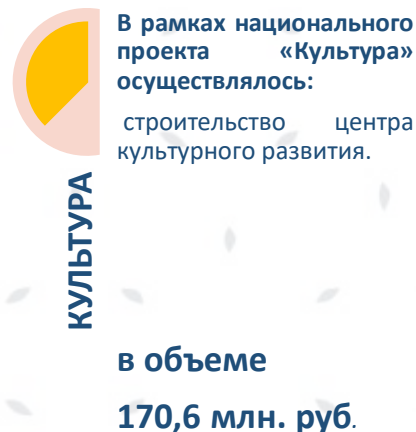 В рамках национального
проекта «Культура»
осуществлялось:
строительство центра
культурного развития.
КУЛЬТУРА
в объеме
170,6 млн. руб.